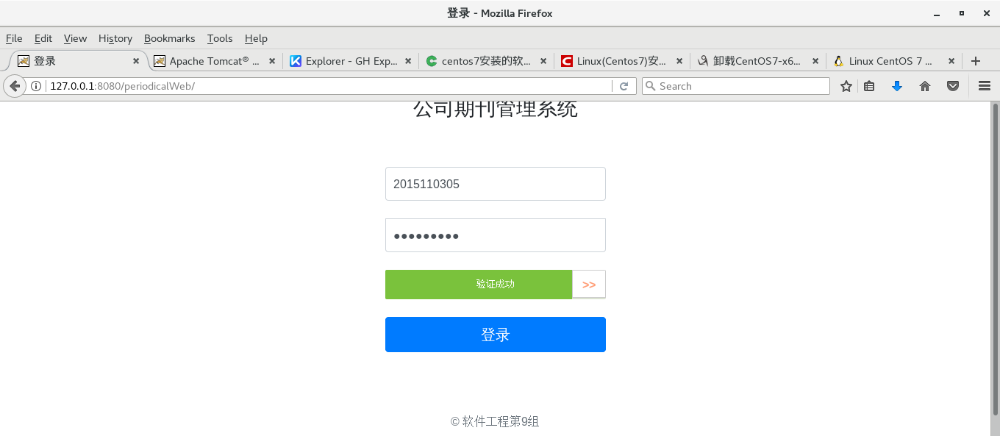 登录 - Mozilla Firefox
File Edit View History Bookmarks Tools Help
登录 Apache Tomcat® ... Explorer - GH Exp... centos7安装的软... Linux(Centos7)安... 卸载CentOS7-x6... Linux CentOS 7 ...
127.0.0.1:8080/periodicalWeb/ Search
公司期刊管理系统
2015110305
●●●●●●●●●
验证成功 >>
登录
© 软件工程第9组